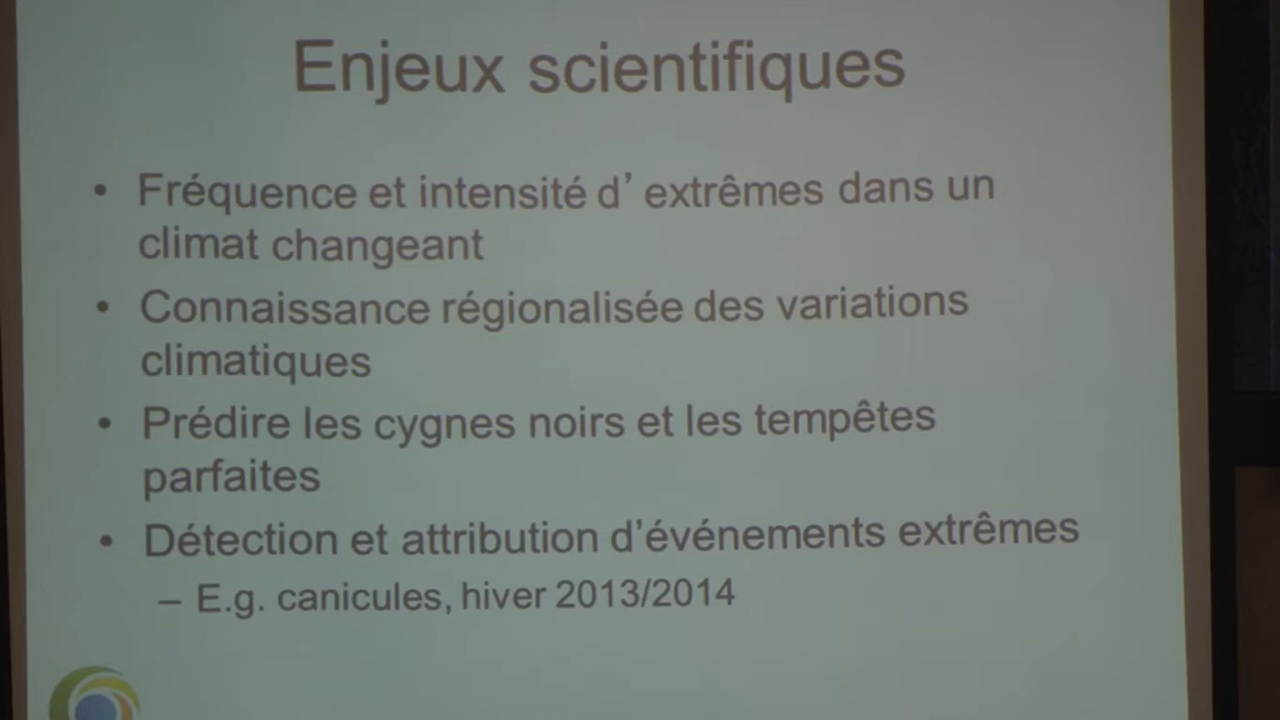 Enjeux scientifiques
• Fréquence et intensité d’ extrêmes dans un
climat changeant
• Connaissance régionalisée des variations
climatiques
• Prédire les cygnes noirs et les tempêtes
parfaites
• Détection et attribution d’événements extrêmes
– E.g. canicules, hiver 2013/2014